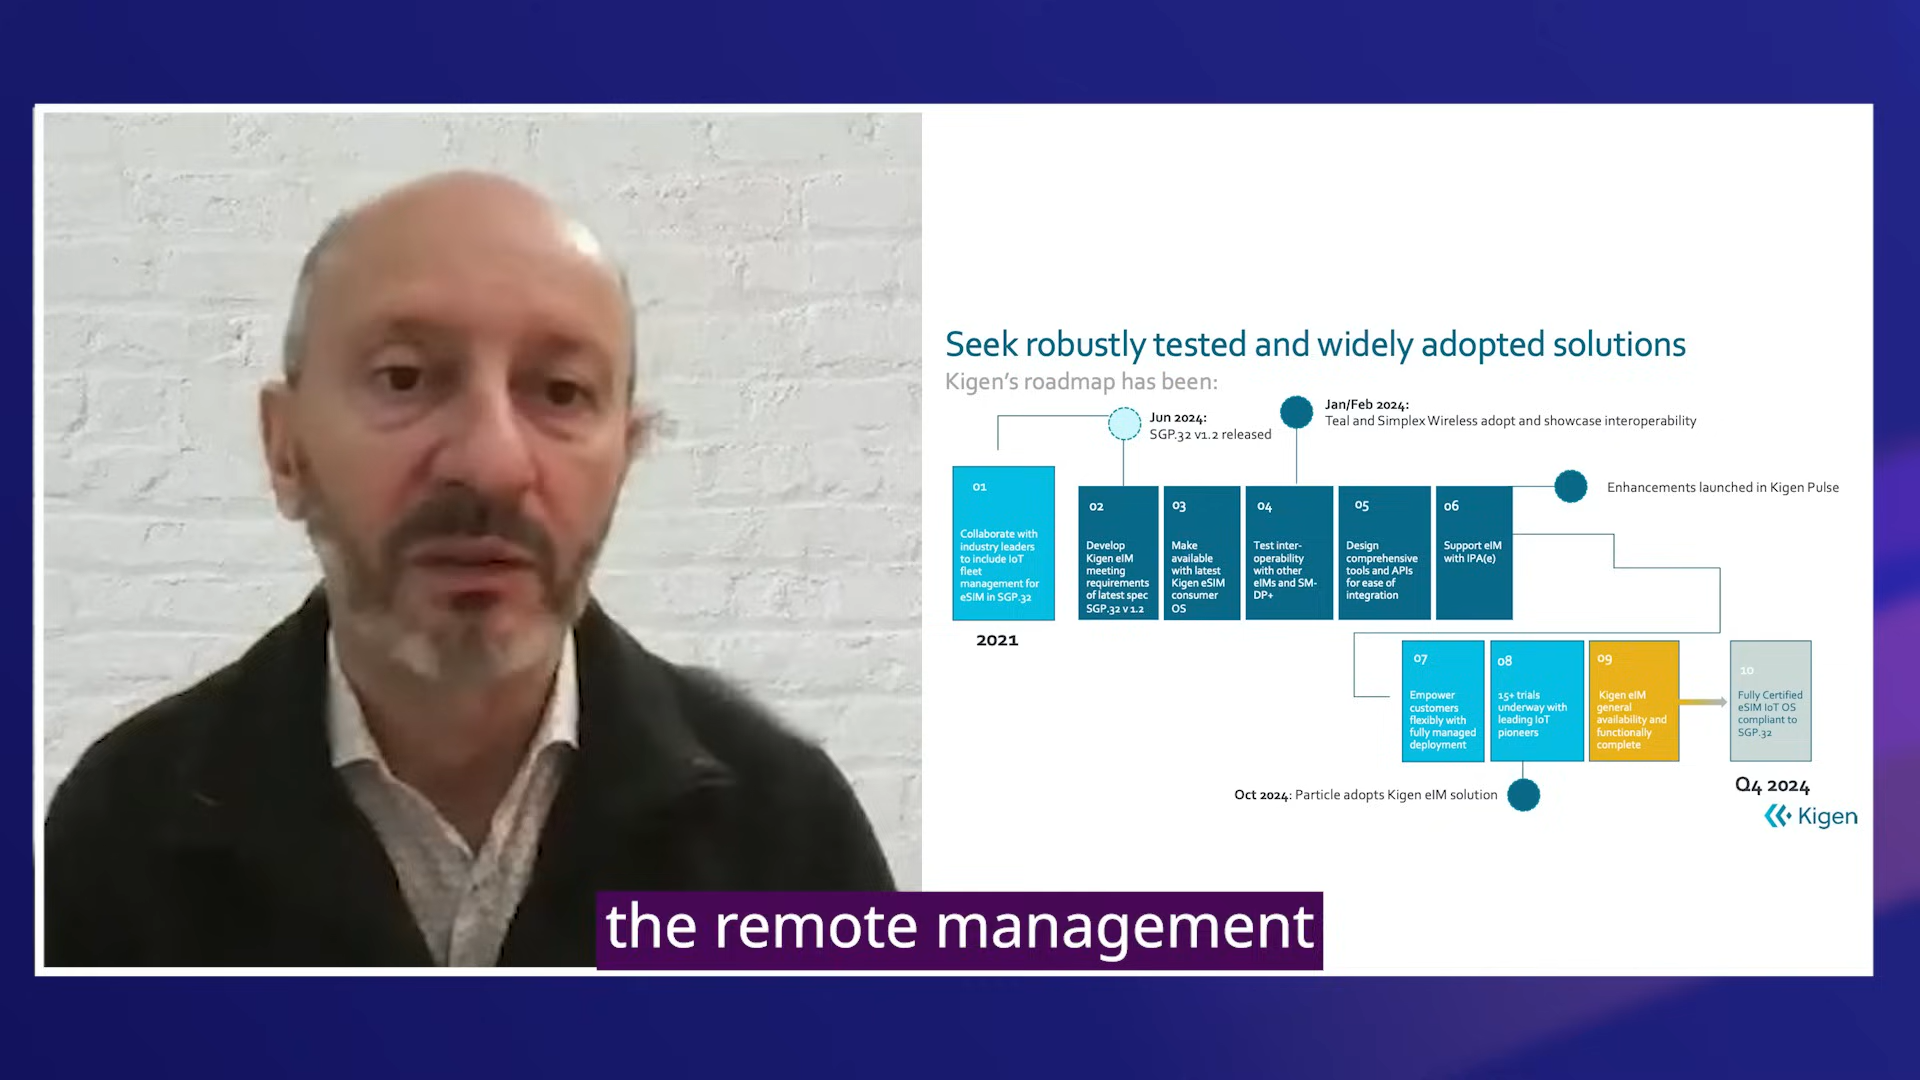 Seek robustly tested and widely adopted solutions
Kigen's roadmap has been:
Jun 2024:
SGP.32 v1.2 released
Jan/Feb 2024:
Teal and Simplex Wireless adopt and showcase interoperability
Enhancements launched in Kigen Pulse
01
Collaborate with
industry leaders
to include IoT
fleet
management for
eSIM in SGP.32
2021
02
Develop
Kigen eIM
meeting
requirements
of latest spec
SGP.32 v 1.2
03
Make
available
with latest
Kigen eSIM
consumer
OS
04
Test inter-
operability
with other
eIMs and SM-
DP+
05
Design
comprehensive
tools and APIs
for ease of
integration
06
Support eIM
with IPA(e)
07
Empower
customers
flexibly with
fully managed
deployment
08
15+ trials
underway with
leading IoT
pioneers
09
Kigen eIM
general
availability and
functionally
complete
10
Fully Certified
eSIM IoT OS
compliant to
SGP.32
Oct 2024: Particle adopts Kigen eIM solution
Q4 2024
Kigen
the remote management